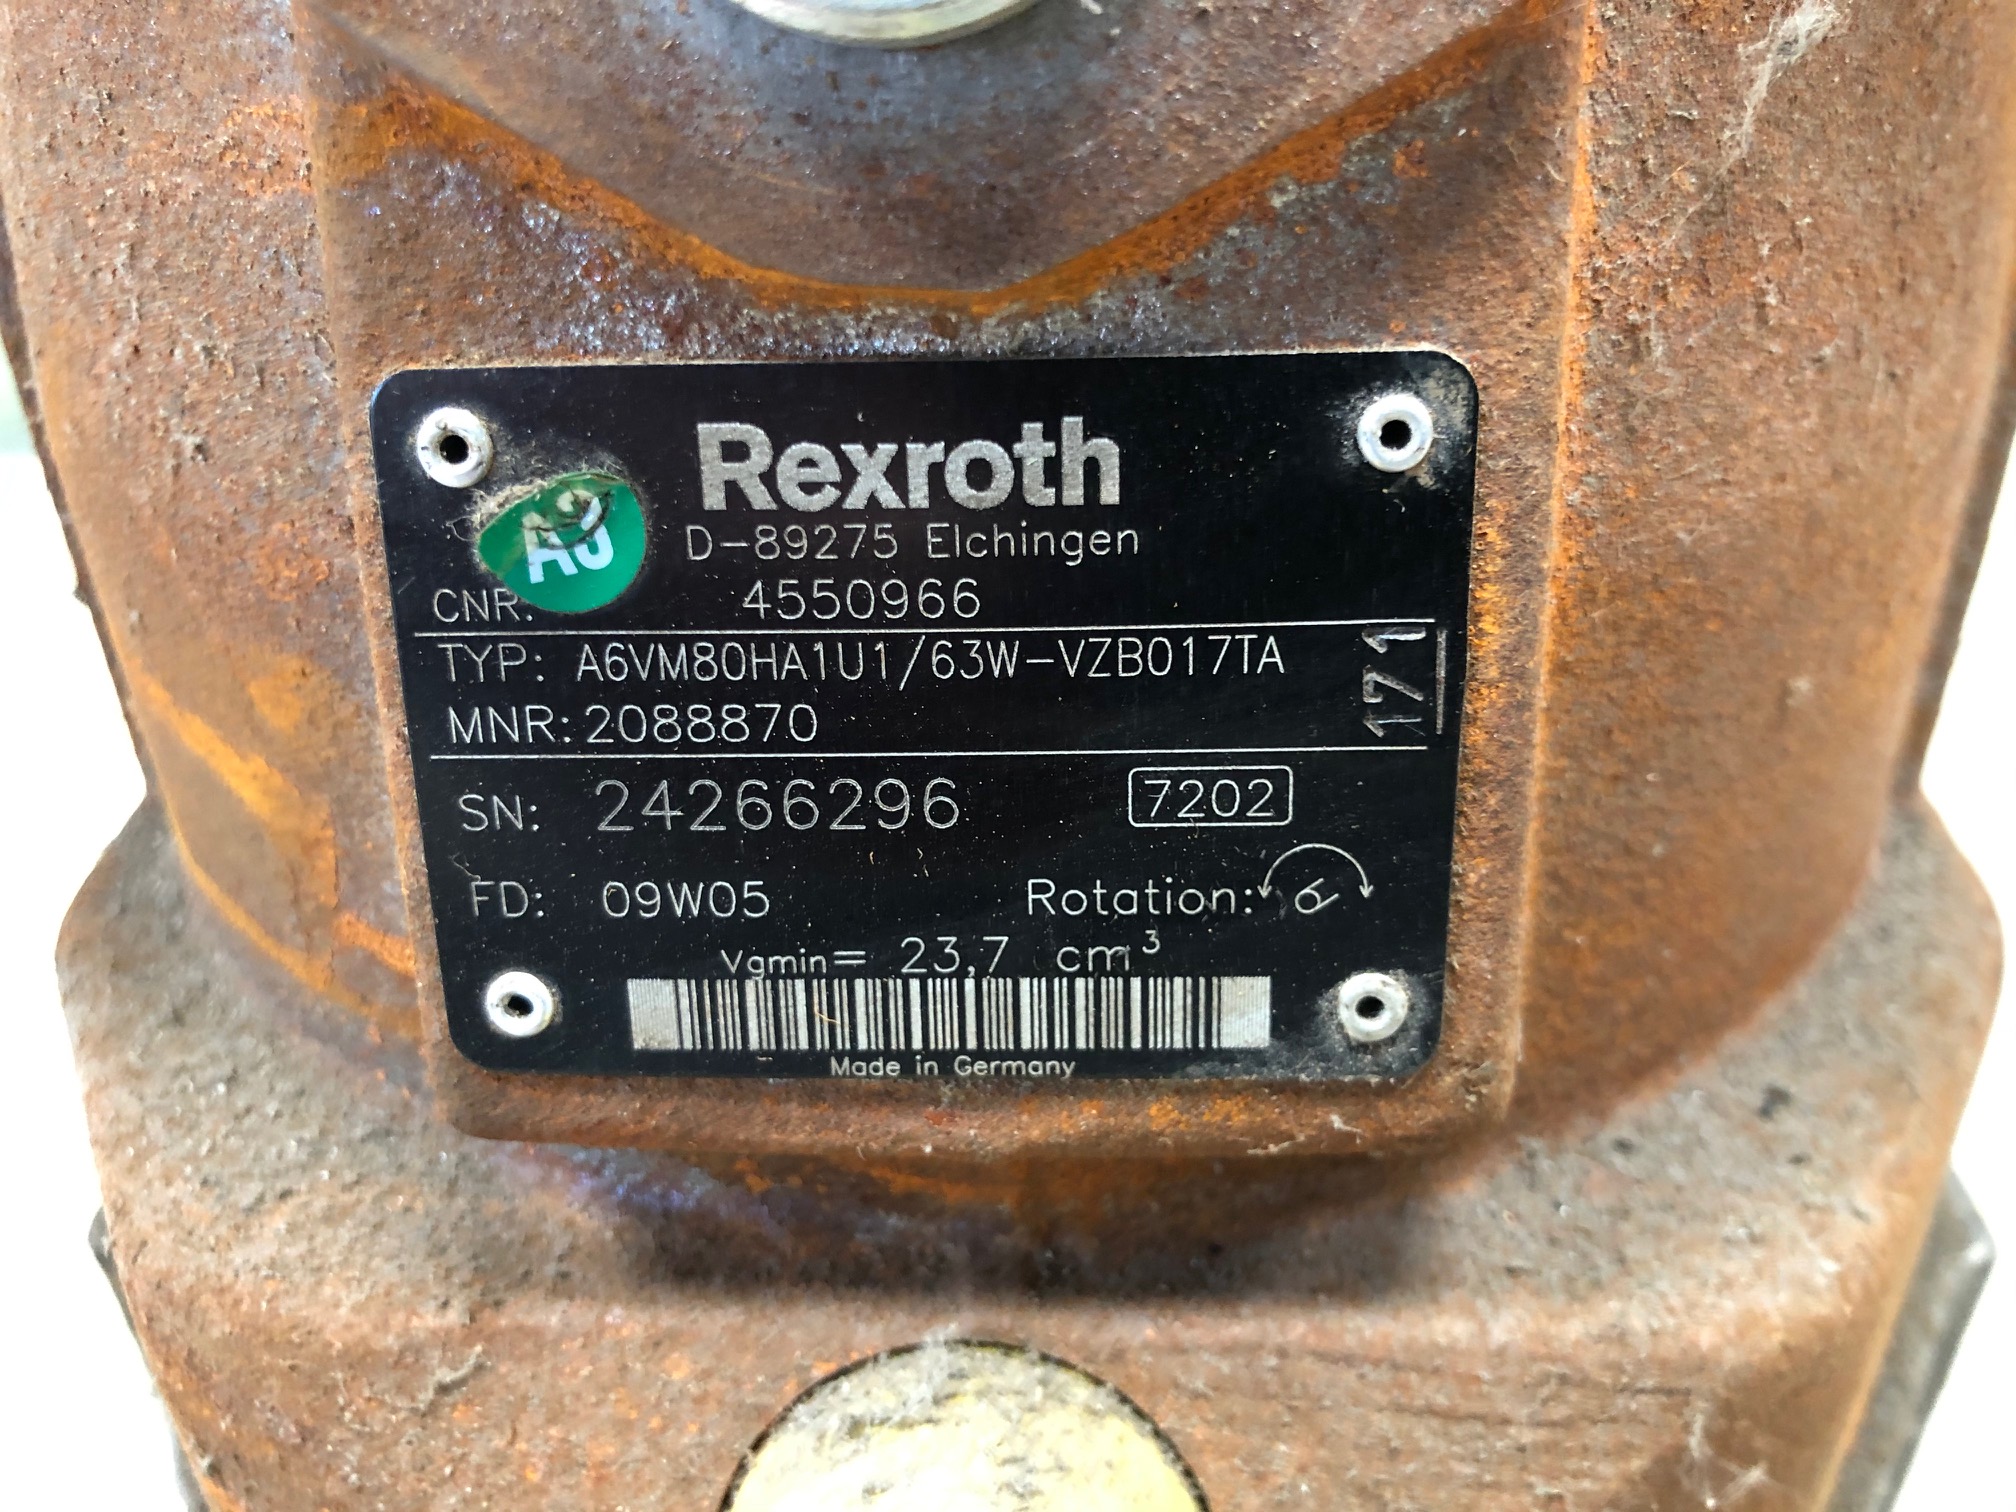 Rexroth
D-89275 Elchingen
CNR: 4550966
TYP: A6VM80HA1U1/63W-VZB017TA
MNR: 2088870
171
SN: 24266296 7202
FD: 09W05 Rotation:
Vgmin= 23,7 cm³
Made in Germany